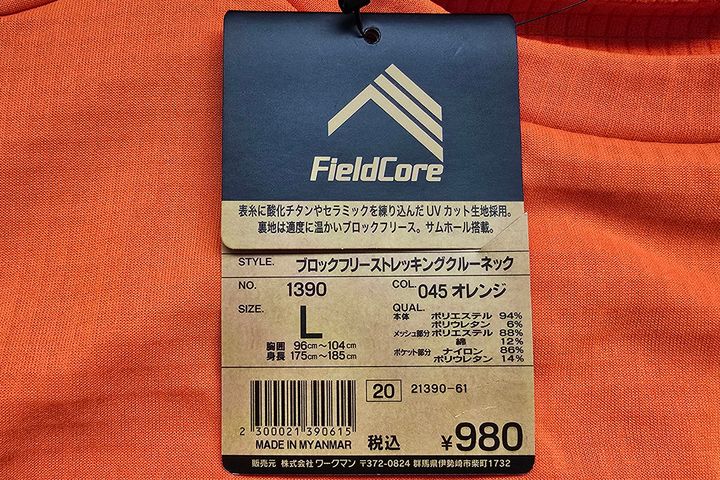 FieldCore
表糸に酸化チタンやセラミックを練り込んだUVカット生地採用。
裏地は適度に温かいブロックフリース。サムホール搭載。
STYLE. ブロックフリーストレッキングクルーネック
NO. 1390 COL. 045 オレンジ
SIZE. L
胸囲 96cm～104cm
身長 175cm～185cm
QUAL.
本体 ポリエステル 94%
ポリウレタン 6%
メッシュ部分 ポリエステル 88%
綿 12%
ポケット部分 ナイロン 86%
ポリウレタン 14%
20 21390-61
2 300021 390615
MADE IN MYANMAR 税込 ¥980
販売元 株式会社 ワークマン 〒372-0824 群馬県伊勢崎市柴町1732